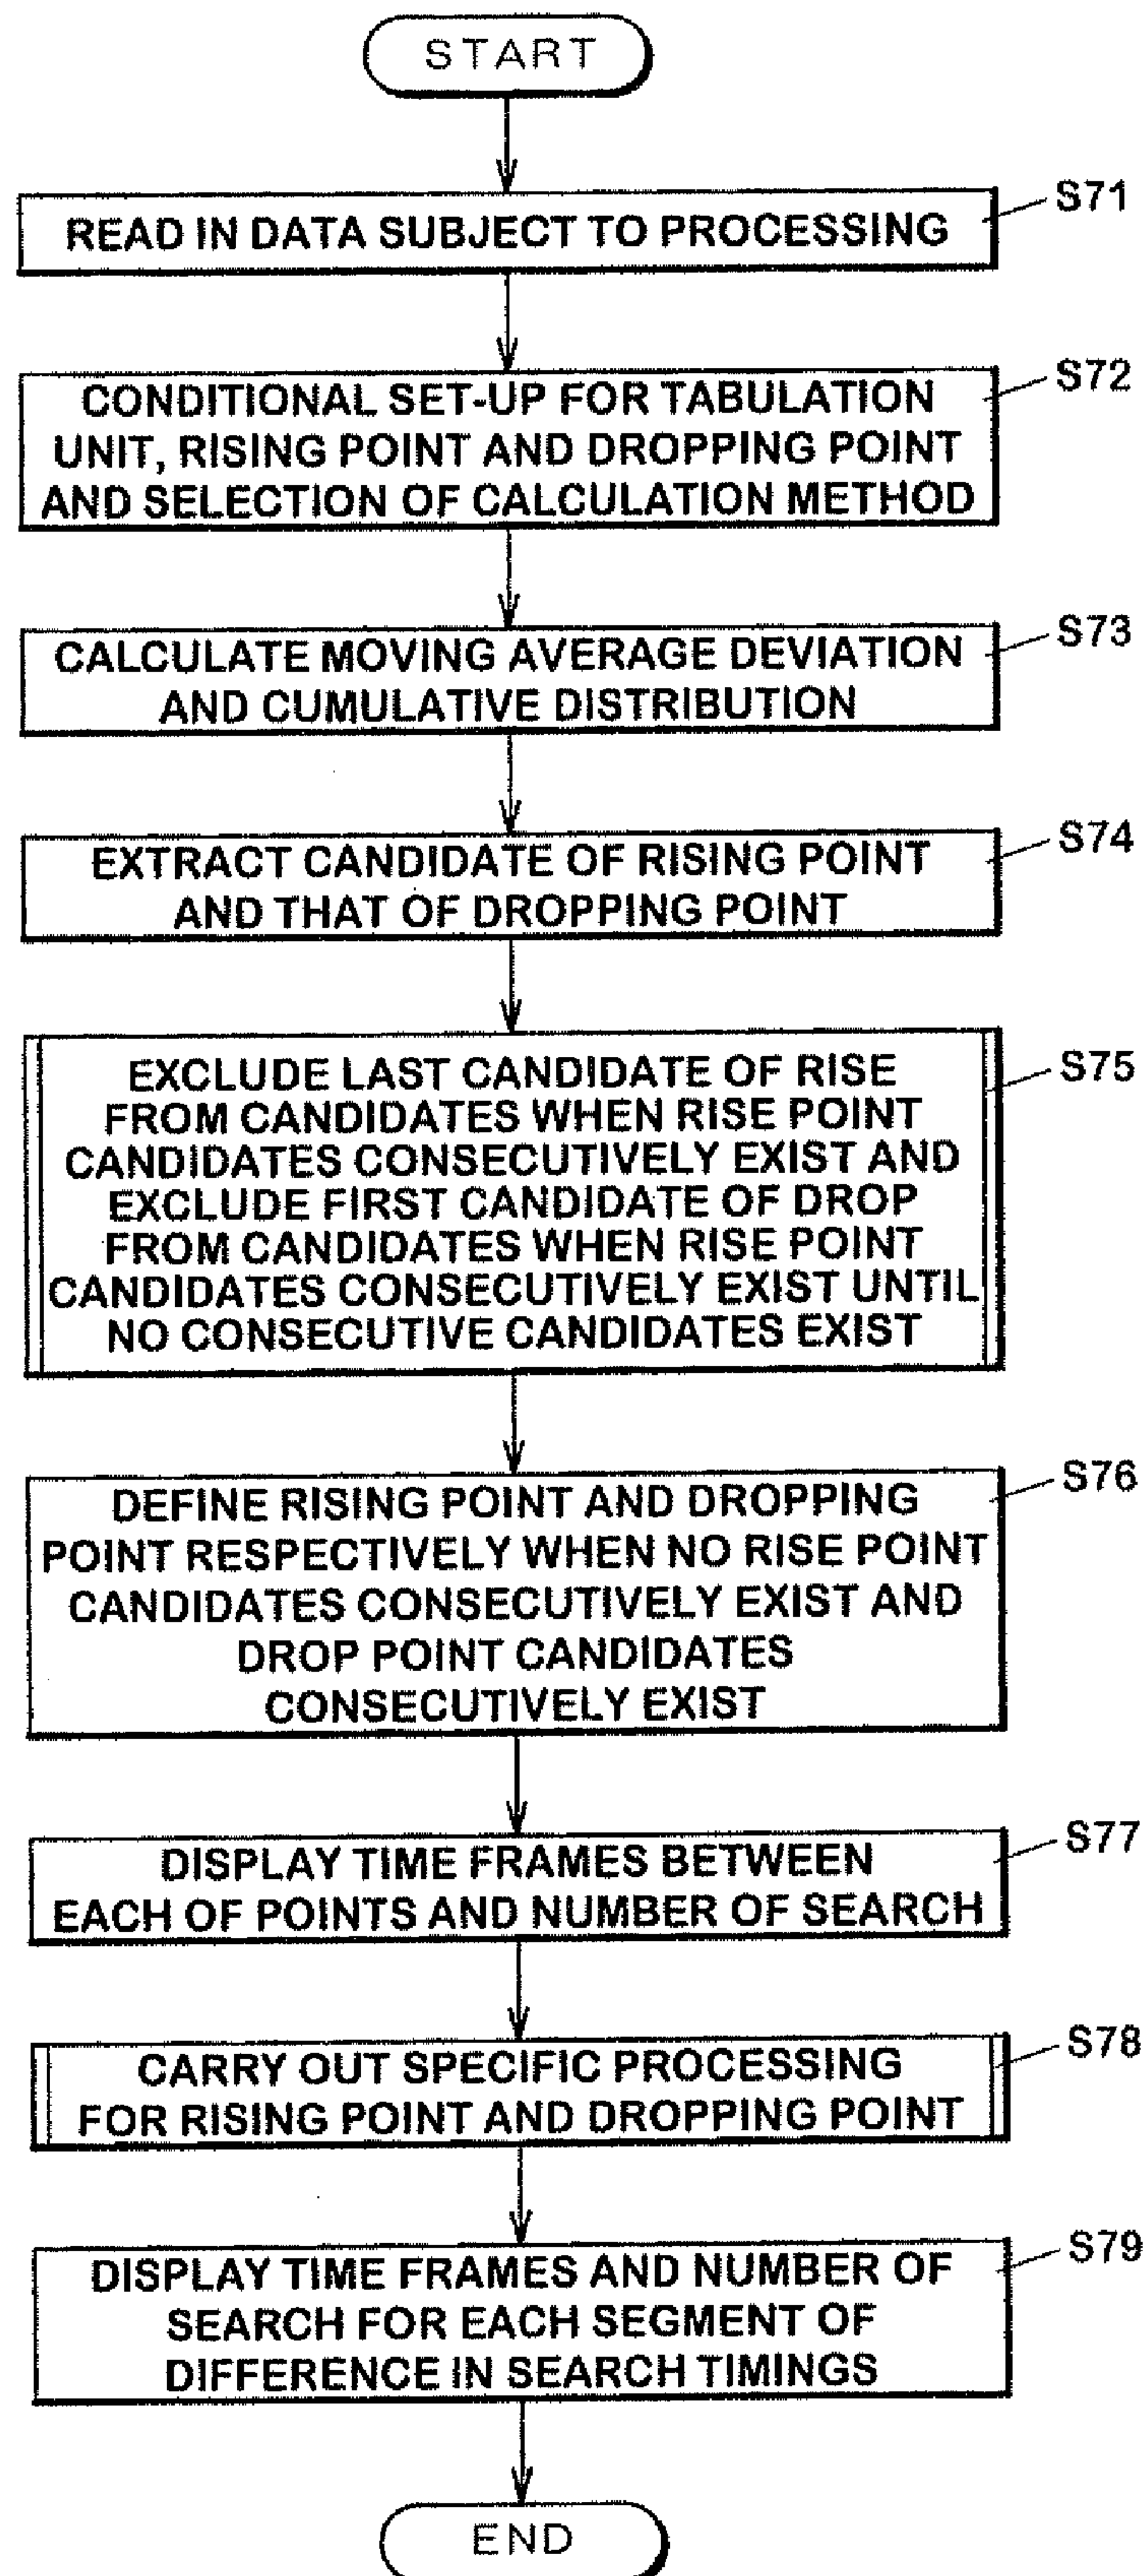 START
READ IN DATA SUBJECT TO PROCESSING
S71
CONDITIONAL SET-UP FOR TABULATION
UNIT, RISING POINT AND DROPPING POINT
AND SELECTION OF CALCULATION METHOD
S72
CALCULATE MOVING AVERAGE DEVIATION
AND CUMULATIVE DISTRIBUTION
S73
EXTRACT CANDIDATE OF RISING POINT
AND THAT OF DROPPING POINT
S74
EXCLUDE LAST CANDIDATE OF RISE
FROM CANDIDATES WHEN RISE POINT
CANDIDATES CONSECUTIVELY EXIST AND
EXCLUDE FIRST CANDIDATE OF DROP
FROM CANDIDATES WHEN RISE POINT
CANDIDATES CONSECUTIVELY EXIST UNTIL
NO CONSECUTIVE CANDIDATES EXIST
S75
DEFINE RISING POINT AND DROPPING
POINT RESPECTIVELY WHEN NO RISE POINT
CANDIDATES CONSECUTIVELY EXIST AND
DROP POINT CANDIDATES
CONSECUTIVELY EXIST
S76
DISPLAY TIME FRAMES BETWEEN
EACH OF POINTS AND NUMBER OF SEARCH
S77
CARRY OUT SPECIFIC PROCESSING
FOR RISING POINT AND DROPPING POINT
S78
DISPLAY TIME FRAMES AND NUMBER OF
SEARCH FOR EACH SEGMENT OF
DIFFERENCE IN SEARCH TIMINGS
S79
END